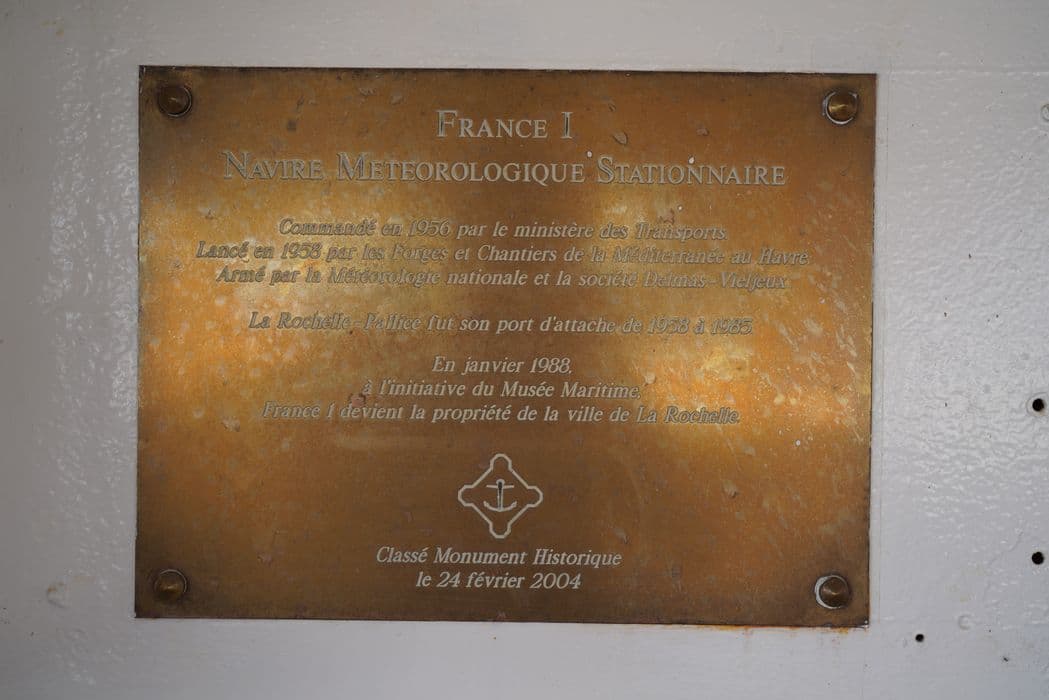 FRANCE I
NAVIRE METEOROLOGIQUE STATIONNAIRE
Commandé en 1956 par le ministère des Transports.
Lancé en 1958 par les Forges et Chantiers de la Méditerranée au Havre.
Armé par la Météorologie nationale et la société Delmas-Vieljeux
La Rochelle-Pallice fut son port d'attache de 1958 à 1985.
En janvier 1988,
à l'initiative du Musée Maritime,
France 1 devient la propriété de la ville de La Rochelle.
Classé Monument Historique
le 24 février 2004